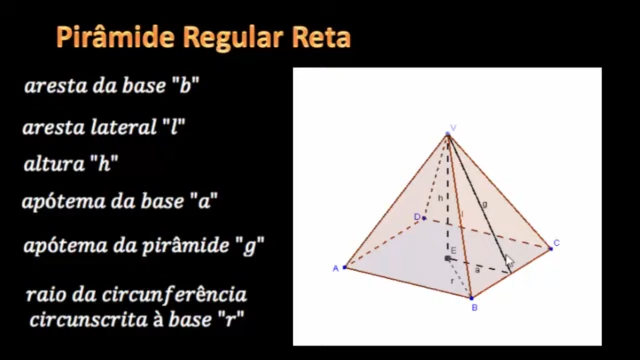 Pirâmide Regular Reta
aresta da base "b"
aresta lateral "l"
altura "h"
apótema da base "a"
apótema da pirâmide "g"
raio da circunferência
circunscrita à base "r"
V
h
g
l
D
C
E
A
a
r
B